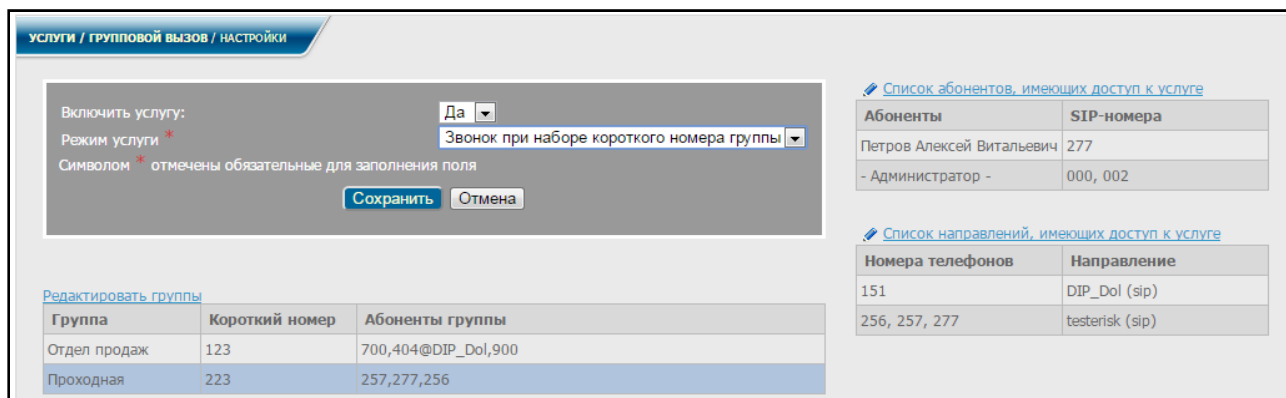 УСЛУГИ / ГРУППОВОЙ ВЫЗОВ / НАСТРОЙКИ
Включить услугу: Да
Режим услуги * Звонок при наборе короткого номера группы
Символом * отмечены обязательные для заполнения поля
Сохранить Отмена
Редактировать группы
Группа Короткий номер Абоненты группы
Отдел продаж 123 700,404@DIP_Dol,900
Проходная 223 257,277,256
Список абонентов, имеющих доступ к услуге
Абоненты SIP-номера
Петров Алексей Витальевич 277
- Администратор - 000, 002
Список направлений, имеющих доступ к услуге
Номера телефонов Направление
151 DIP_Dol (sip)
256, 257, 277 testerisk (sip)